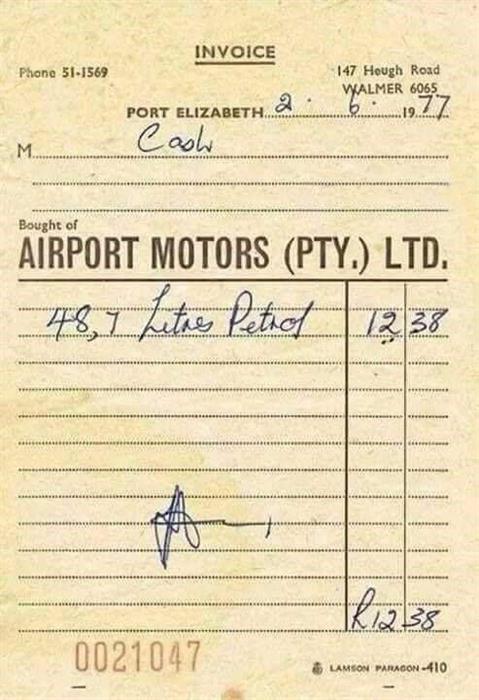 INVOICE
Phone 51-1569
147 Heugh Road
WALMER 6065
PORT ELIZABETH 2. 6. 1977
M Cash
Bought of
AIRPORT MOTORS (PTY.) LTD.
48,7 Litres Petrol 12 38
R12 38
0021047
LAMSON PARAGON-410